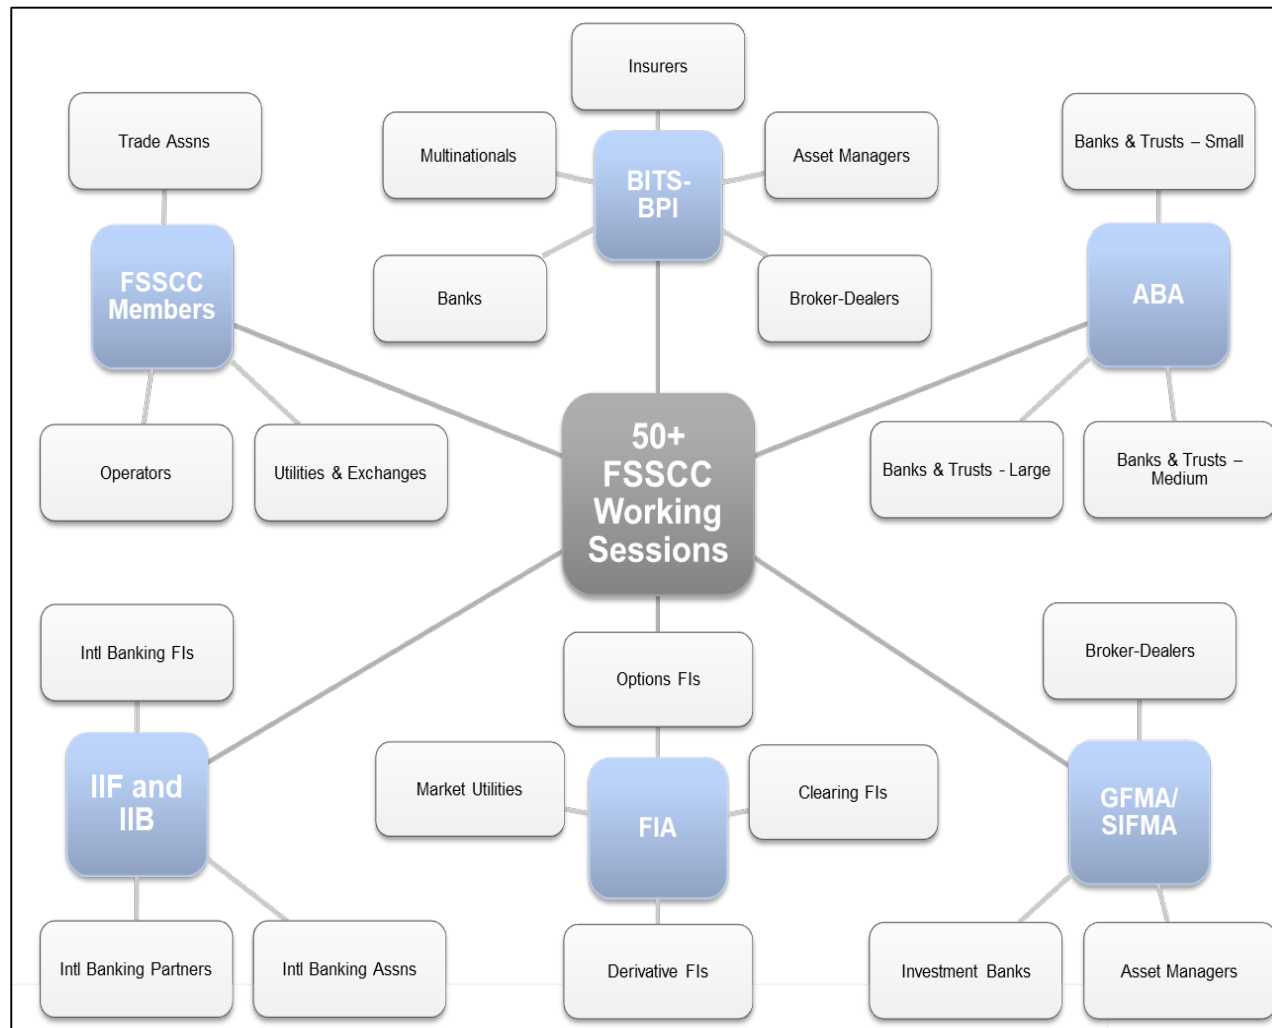 Insurers
Trade Assns
Multinationals
Asset Managers
Banks & Trusts – Small
BITS-
BPI
FSSCC
Members
Banks
Broker-Dealers
ABA
50+
FSSCC
Working
Sessions
Operators
Utilities & Exchanges
Banks & Trusts - Large
Banks & Trusts –
Medium
Intl Banking FIs
Options FIs
Broker-Dealers
IIF and
IIB
Market Utilities
FIA
Clearing FIs
GFMA/
SIFMA
Intl Banking Partners
Intl Banking Assns
Derivative FIs
Investment Banks
Asset Managers